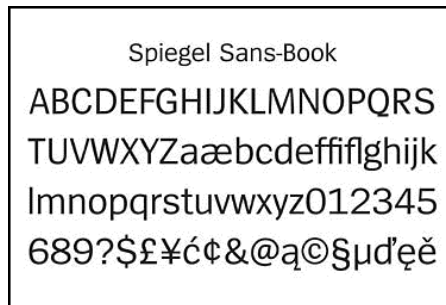 Spiegel Sans-Book
ABCDEFGHIJKLMNOPQRS
TUVWXYZaæbcdeffiflghijk
lmnopqrstuvwxyz012345
689?$£¥ć¢&@ą©§µďęě